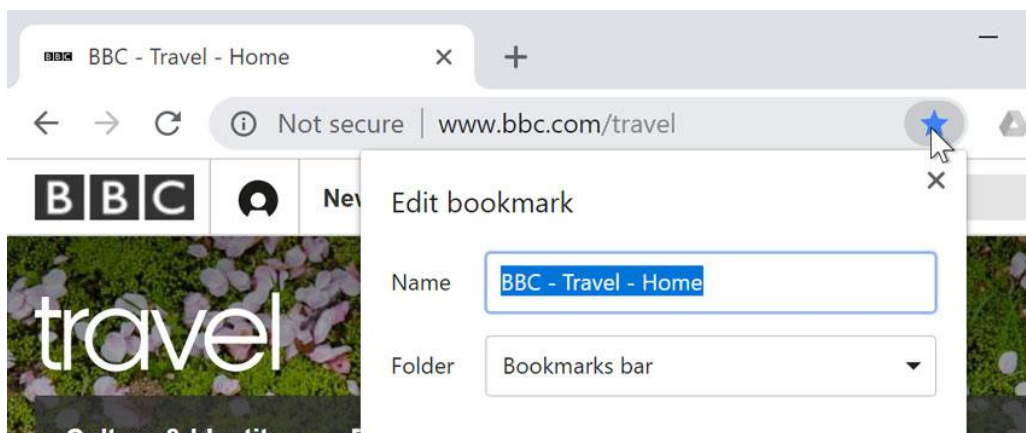 BBC BBC - Travel - Home
Not secure | www.bbc.com/travel
BBC
Edit bookmark
Name BBC - Travel - Home
travel
Folder Bookmarks bar